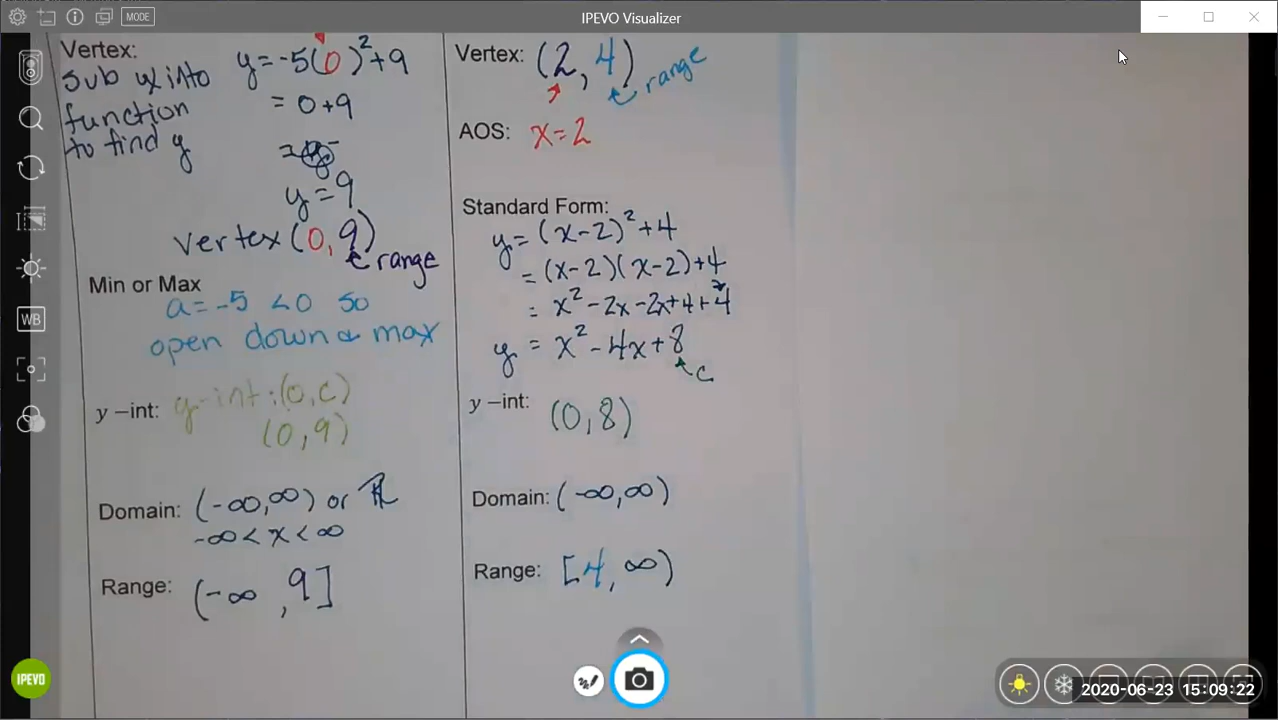 MODE
IPEVO Visualizer
Vertex:
sub x into
function
to find y
y = -5(0)² + 9
= 0 + 9
y = 9
vertex (0, 9)
range
Min or Max
a = -5 < 0 so
open down & max
y –int:
y-int: (0, c)
(0, 9)
Domain: (-∞, ∞) or ℝ
-∞ < x < ∞
Range: (-∞, 9]
Vertex: (2, 4)
range
AOS: x = 2
Standard Form:
y = (x - 2)² + 4
= (x - 2)(x - 2) + 4
= x² - 2x - 2x + 4 + 4
y = x² - 4x + 8
c
y –int: (0, 8)
Domain: (-∞, ∞)
Range: [4, ∞)
WB
IPEVO
2020-06-23 15:09:22